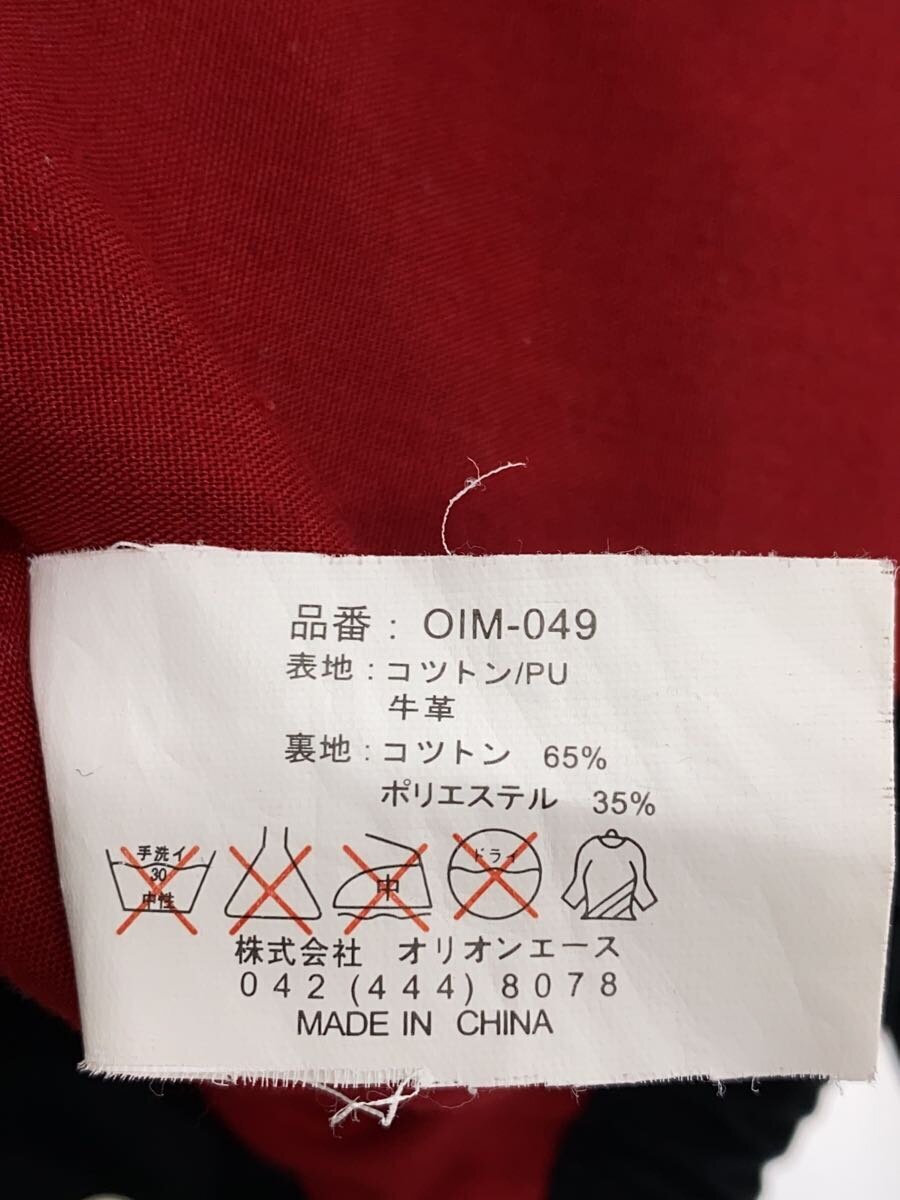 品番 : OIM-049
表地 : コツトン/PU
牛革
裏地 : コツトン 65%
ポリエステル 35%
手洗イ
30
中性
中
ドライ
株式会社 オリオンエース
042(444)8078
MADE IN CHINA